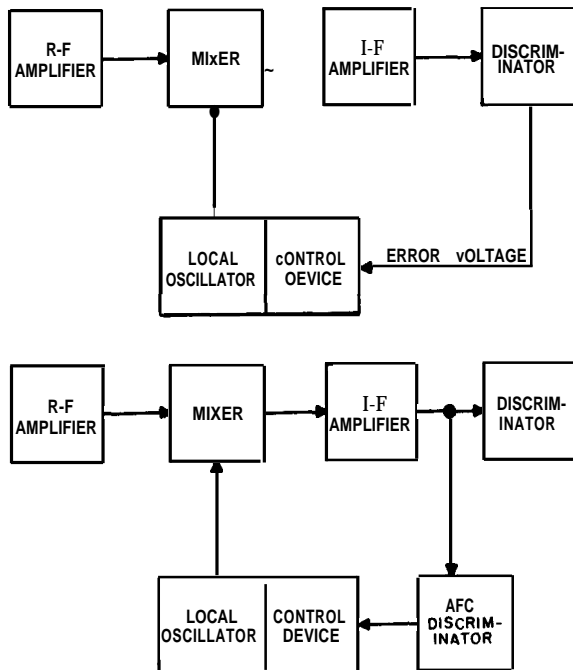 R-F
AMPLIFIER
MIxER
~
I-F
AMPLIFIER
DISCRIM-
INATOR
LOCAL
OSCILLATOR
cONTROL
OEVICE
ERROR vOLTAGE
R-F
AMPLIFIER
MIXER
I-F
AMPLIFIER
DISCRIM-
INATOR
LOCAL
OSCILLATOR
CONTROL
DEVICE
AFC
DISCRIM-
INATOR